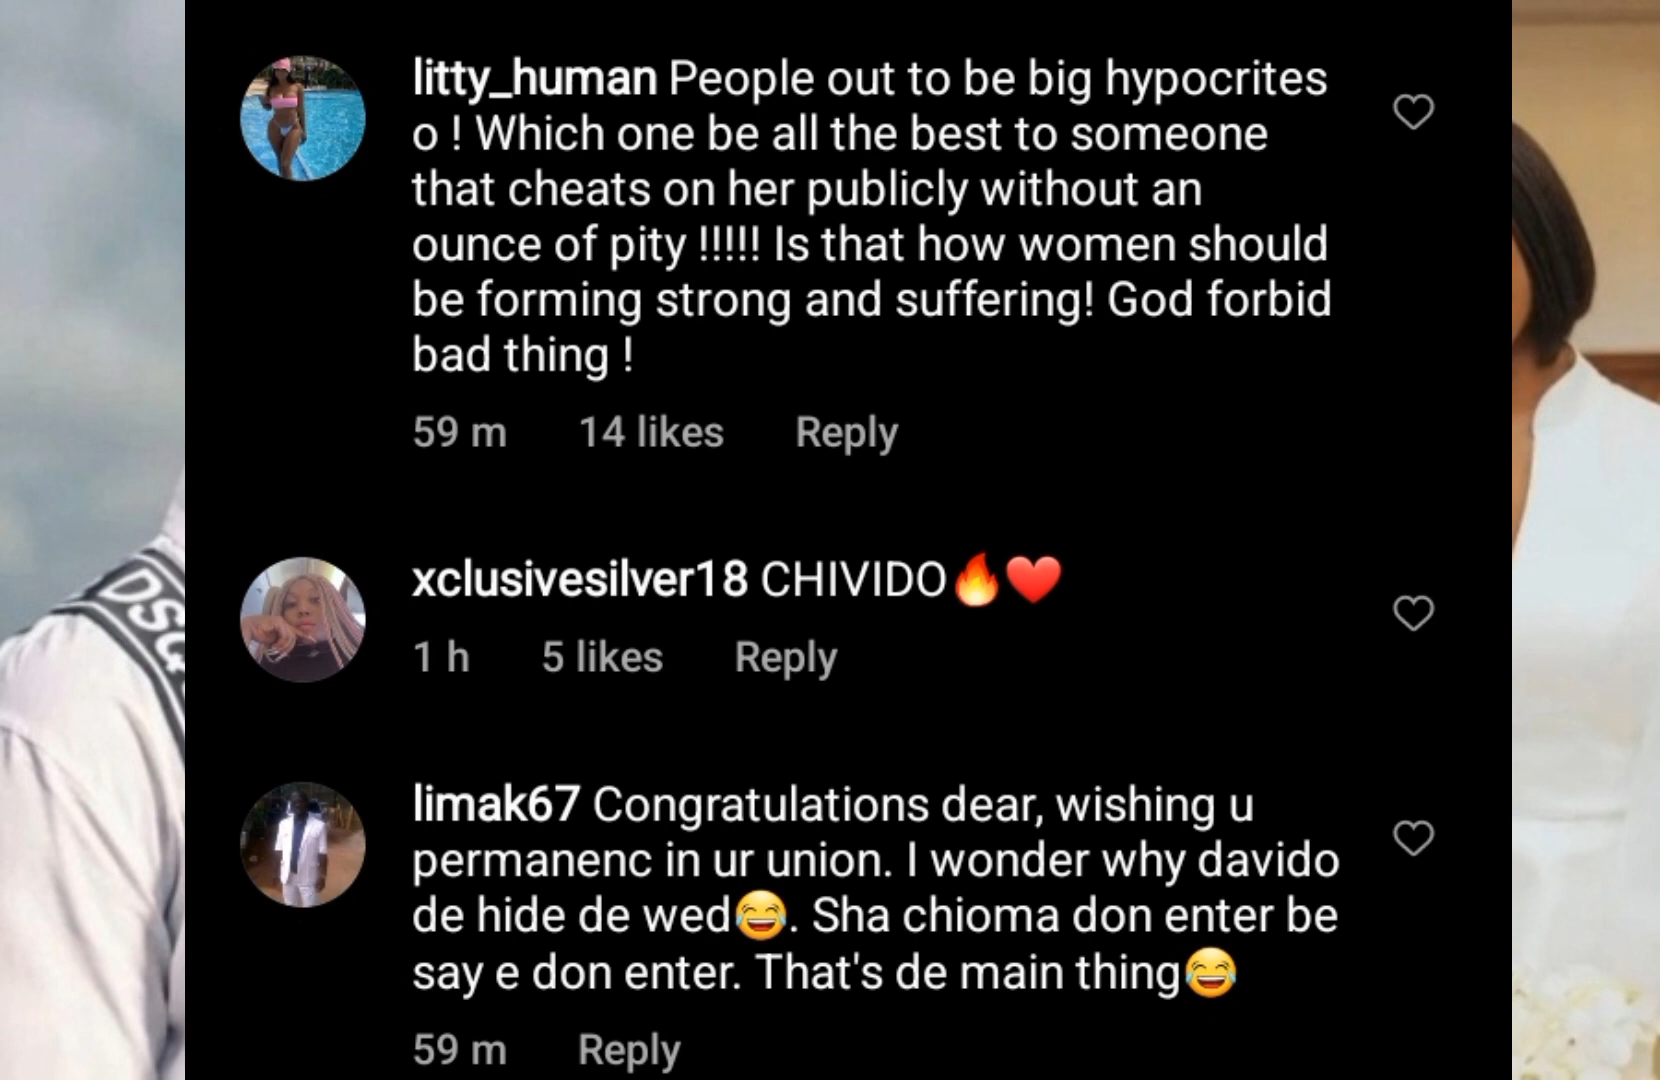 litty_human People out to be big hypocrites
o ! Which one be all the best to someone
that cheats on her publicly without an
ounce of pity !!!!! Is that how women should
be forming strong and suffering! God forbid
bad thing !
59 m 14 likes Reply
xclusivesilver18 CHIVIDO🔥❤️
1 h 5 likes Reply
limak67 Congratulations dear, wishing u
permanenc in ur union. I wonder why davido
de hide de wed😂. Sha chioma don enter be
say e don enter. That's de main thing😂
59 m Reply